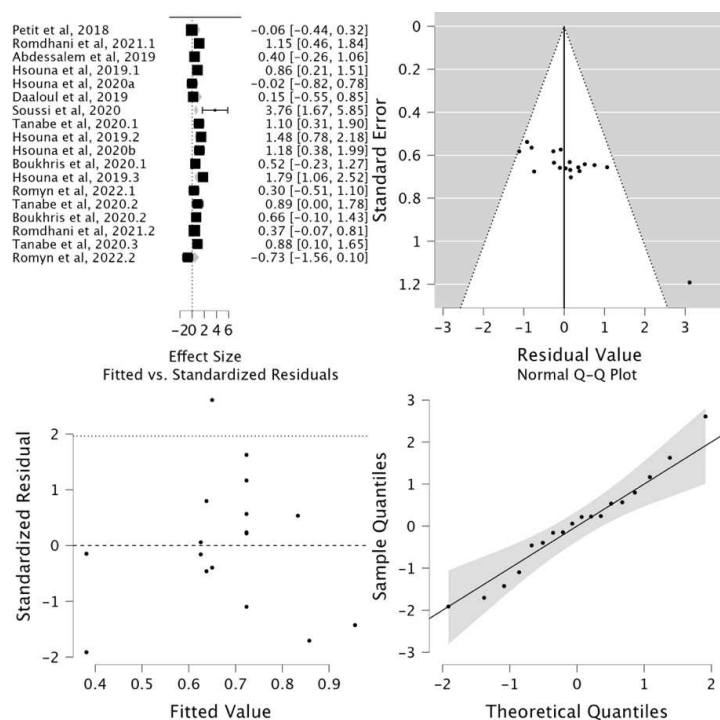 Petit et al, 2018 -0.06 [-0.44, 0.32]
Romdhani et al, 2021.1 1.15 [0.46, 1.84]
Abdessalem et al, 2019 0.40 [-0.26, 1.06]
Hsouna et al, 2019.1 0.86 [0.21, 1.51]
Hsouna et al, 2020a -0.02 [-0.82, 0.78]
Daaloul et al, 2019 0.15 [-0.55, 0.85]
Soussi et al, 2020 3.76 [1.67, 5.85]
Tanabe et al, 2020.1 1.10 [0.31, 1.90]
Hsouna et al, 2019.2 1.48 [0.78, 2.18]
Hsouna et al, 2020b 1.18 [0.38, 1.99]
Boukhris et al, 2020.1 0.52 [-0.23, 1.27]
Hsouna et al, 2019.3 1.79 [1.06, 2.52]
Romyn et al, 2022.1 0.30 [-0.51, 1.10]
Tanabe et al, 2020.2 0.89 [0.00, 1.78]
Boukhris et al, 2020.2 0.66 [-0.10, 1.43]
Romdhani et al, 2021.2 0.37 [-0.07, 0.81]
Tanabe et al, 2020.3 0.88 [0.10, 1.65]
Romyn et al, 2022.2 -0.73 [-1.56, 0.10]
-20 2 4 6
Effect Size
Standard Error
0
0.2
0.4
0.6
0.8
1
1.2
-3 -2 -1 0 1 2 3
Residual Value
Fitted vs. Standardized Residuals
Standardized Residual
2
1
0
-1
-2
0.4 0.5 0.6 0.7 0.8 0.9
Fitted Value
Normal Q-Q Plot
Sample Quantiles
3
2
1
0
-1
-2
-3
-2 -1 0 1 2
Theoretical Quantiles